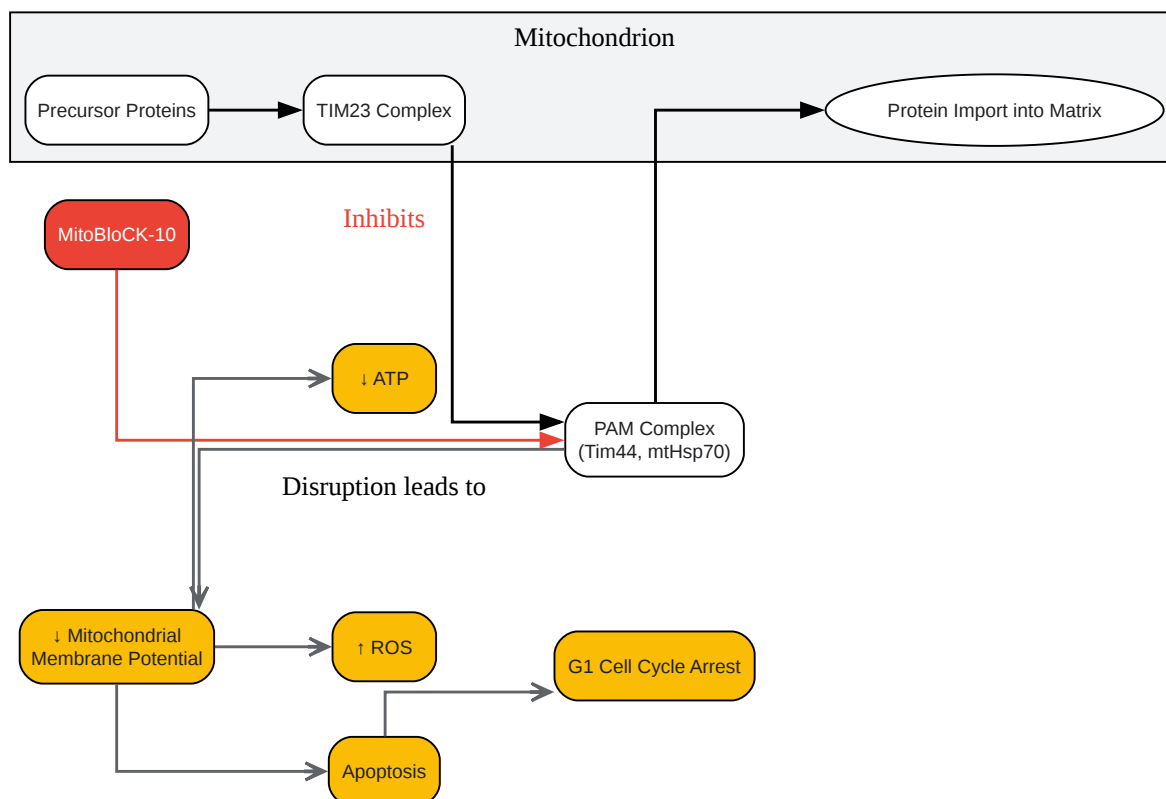 Mitochondrion
Precursor Proteins
TIM23 Complex
Protein Import into Matrix
MitoBloCK-10
Inhibits
↓ ATP
PAM Complex
(Tim44, mtHsp70)
Disruption leads to
↓ Mitochondrial
Membrane Potential
↑ ROS
G1 Cell Cycle Arrest
Apoptosis